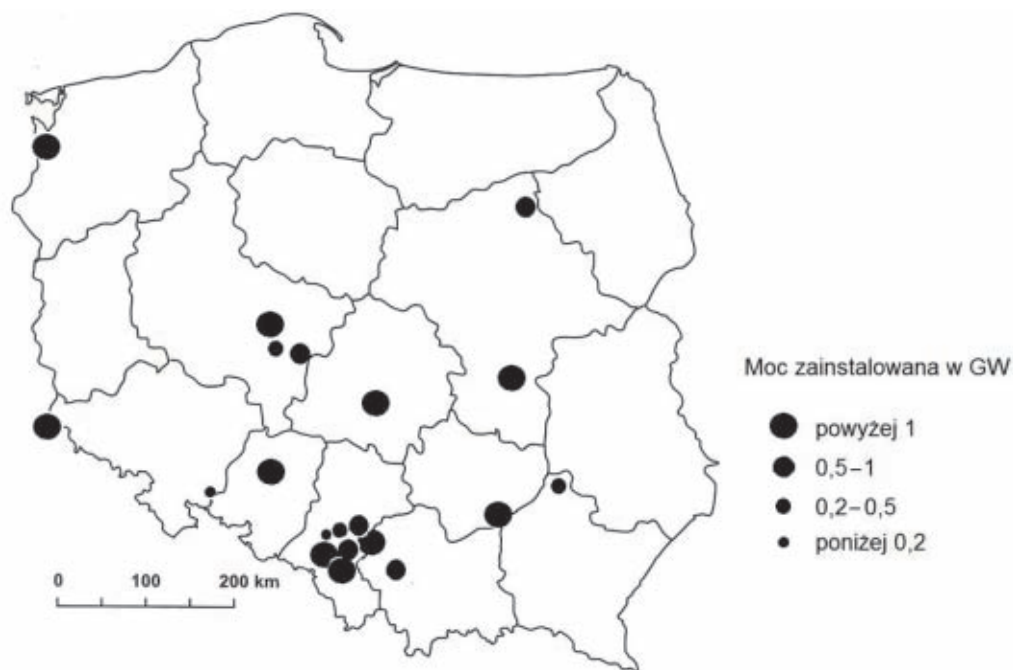 Moc zainstalowana w GW
powyżej 1
0,5–1
0,2–0,5
poniżej 0,2
0 100 200 km